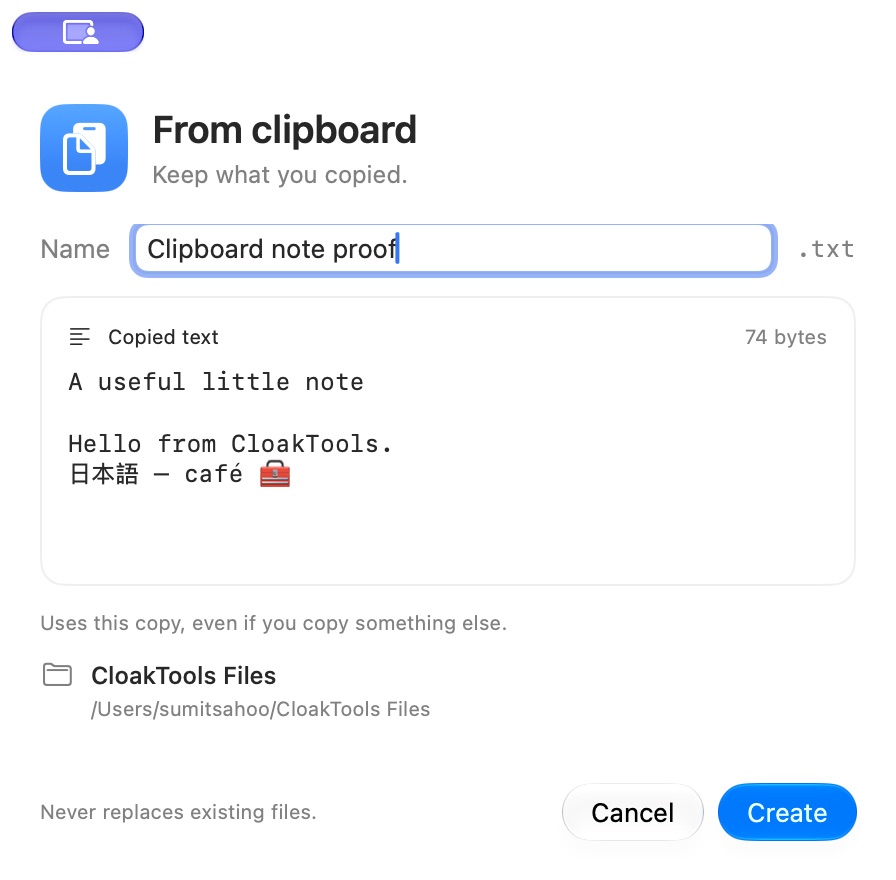 From clipboard
Keep what you copied.
Name Clipboard note proof .txt
Copied text 74 bytes
A useful little note
Hello from CloakTools.
日本語 — café 🧰
Uses this copy, even if you copy something else.
CloakTools Files
/Users/sumitsahoo/CloakTools Files
Never replaces existing files. Cancel Create